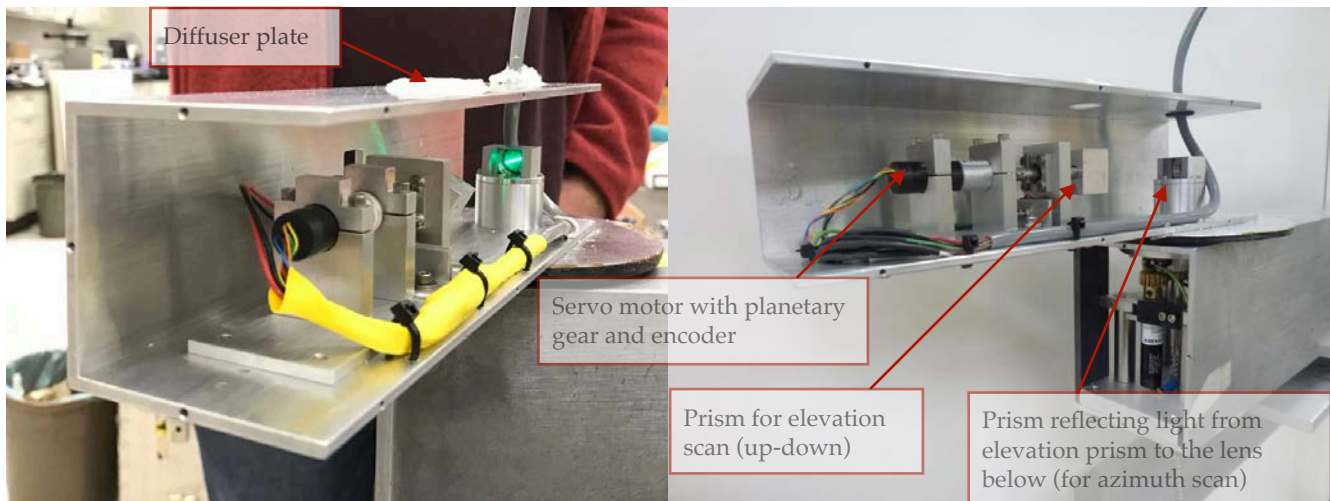 Diffuser plate
Servo motor with planetary
gear and encoder
Prism for elevation
scan (up-down)
Prism reflecting light from
elevation prism to the lens
below (for azimuth scan)